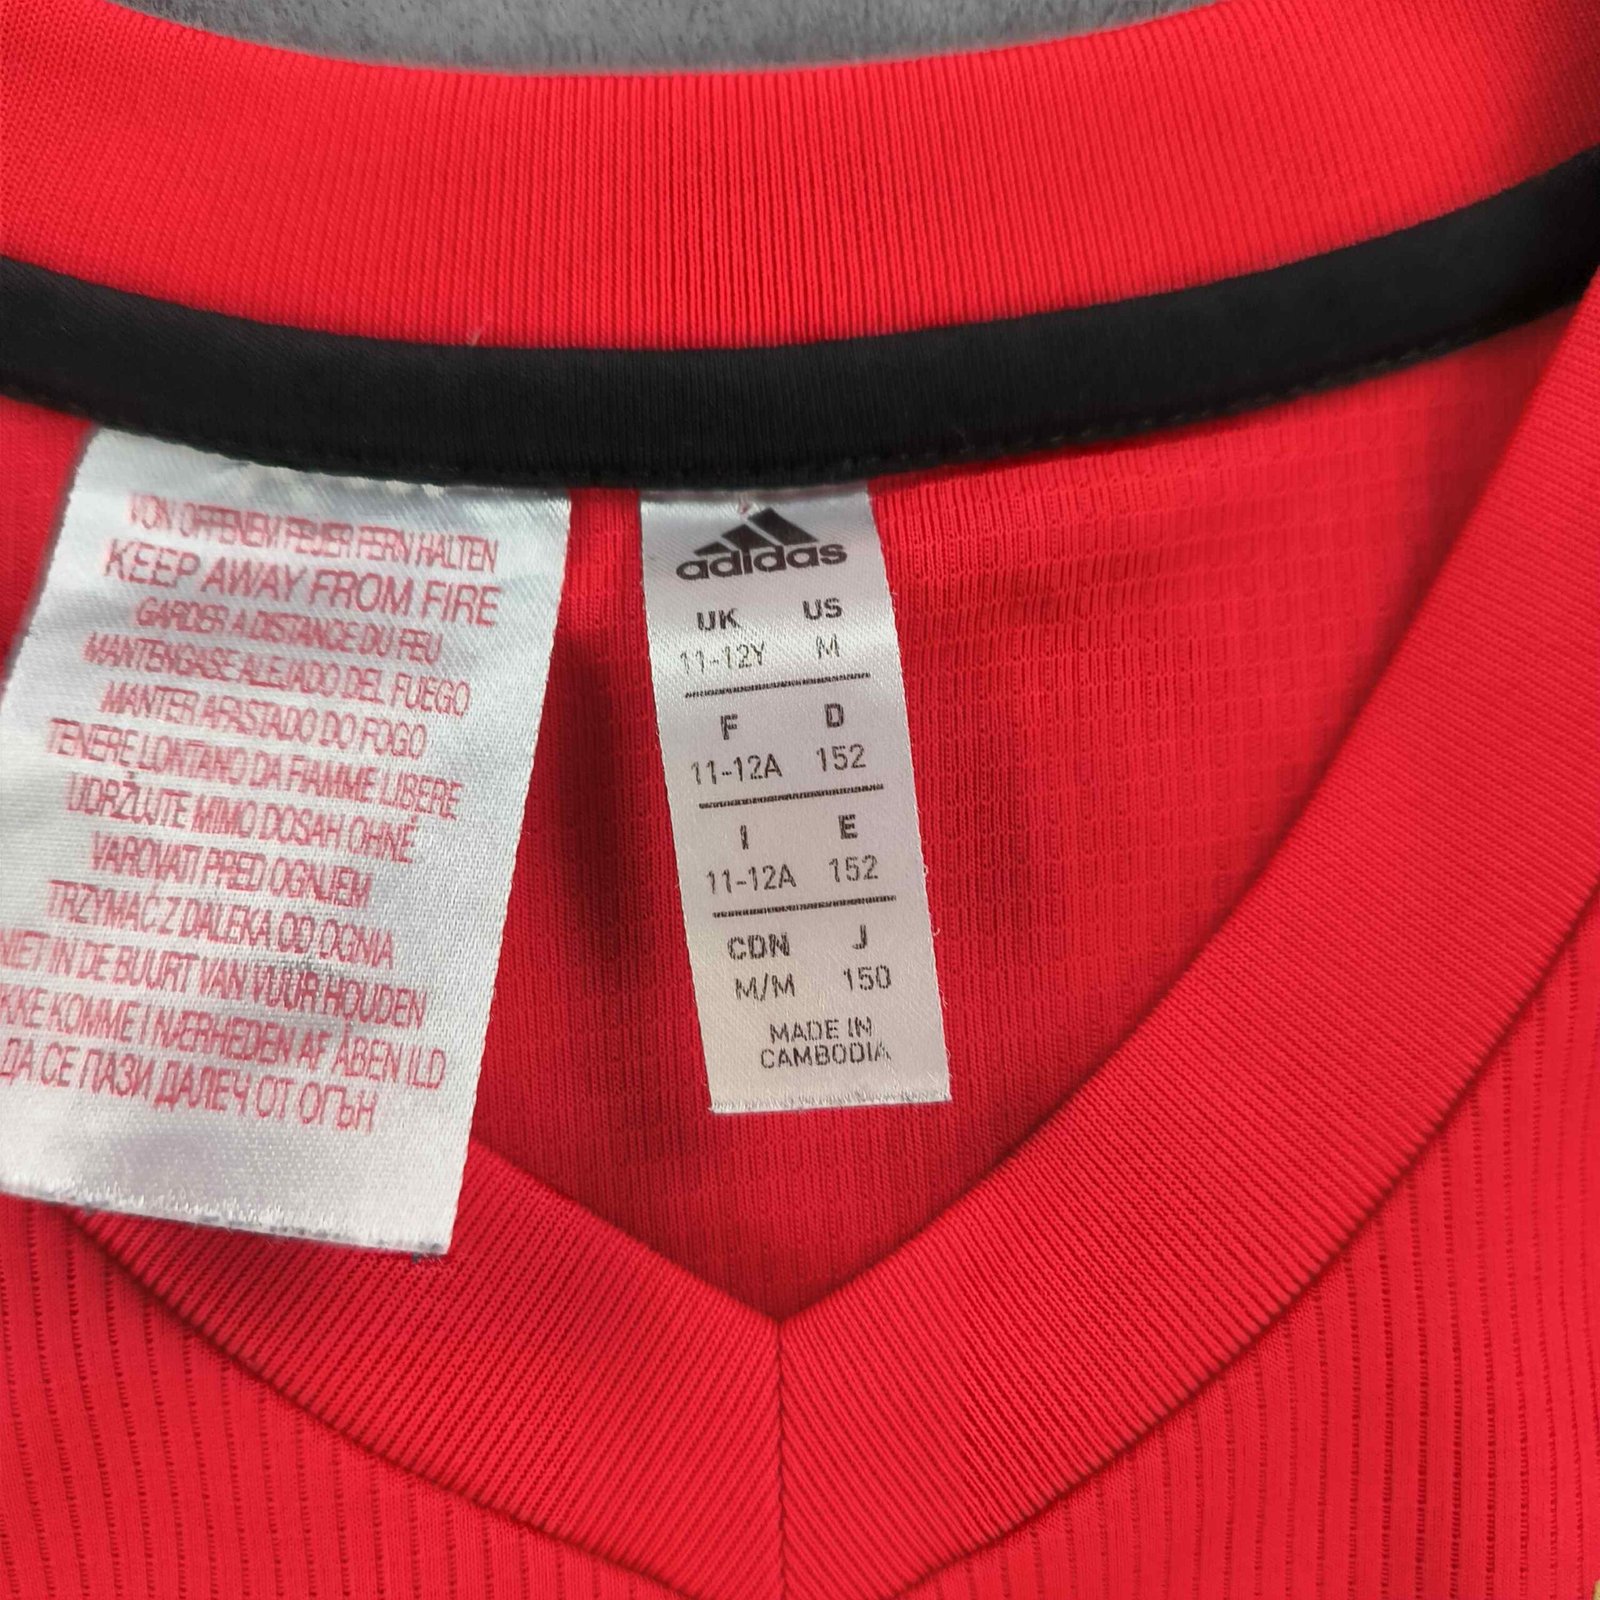 VON OFFENEM FEUER FERN HALTEN
KEEP AWAY FROM FIRE
GARDER A DISTANCE DU FEU
MANTENGASE ALEJADO DEL FUEGO
MANTER AFASTADO DO FOGO
TENERE LONTANO DA FIAMME LIBERE
UDRŽUJTE MIMO DOSAH OHNĚ
VAROVATI PRED OGNJEM
TRZYMAĆ Z DALEKA OD OGNIA
NIET IN DE BUURT VAN VUUR HOUDEN
KKE KOMME I NÆRHEDEN AF ÅBEN ILD
ДА СЕ ПАЗИ ДАЛЕЧ ОТ ОГЪН
adidas
UK US
11-12Y M
F D
11-12A 152
I E
11-12A 152
CDN J
M/M 150
MADE IN
CAMBODIA